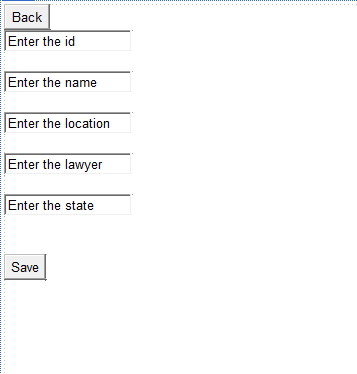 Back
Enter the id
Enter the name
Enter the location
Enter the lawyer
Enter the state
Save